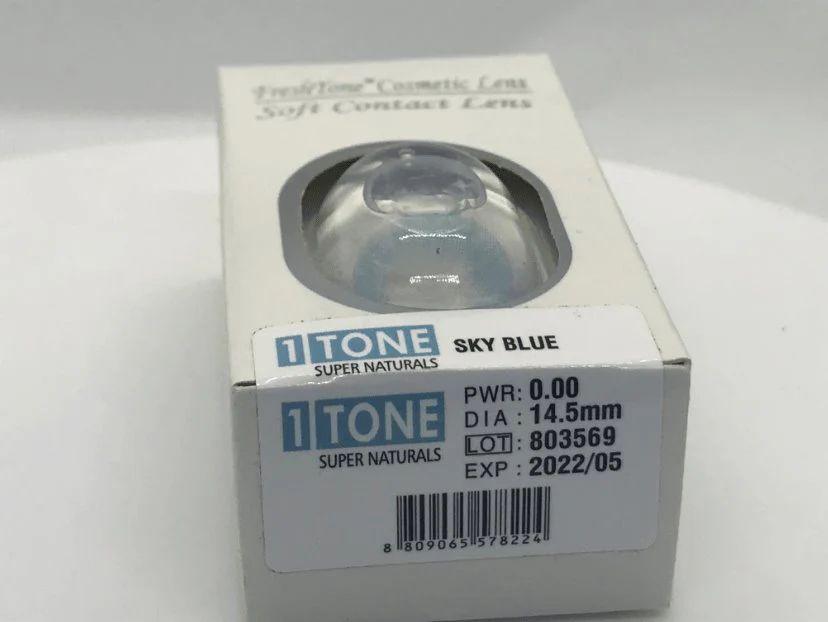 FreshTone™ Cosmetic Lens
Soft Contact Lens
1 TONE SKY BLUE
SUPER NATURALS
1 TONE
SUPER NATURALS
PWR: 0.00
DIA : 14.5mm
LOT : 803569
EXP : 2022/05
8 809065 578224